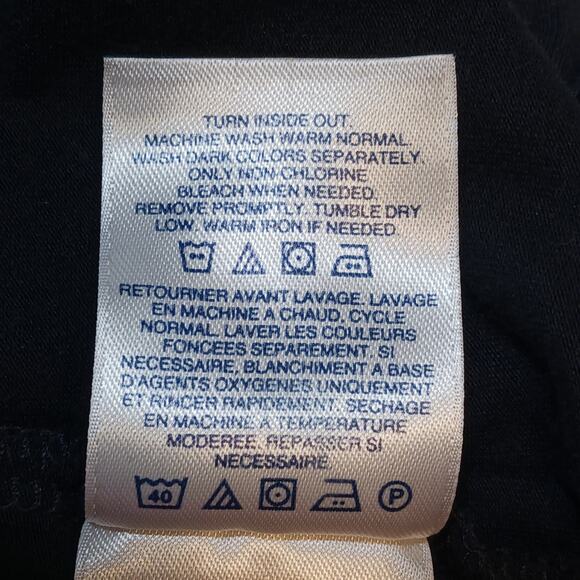 TURN INSIDE OUT.
MACHINE WASH WARM NORMAL.
WASH DARK COLORS SEPARATELY.
ONLY NON-CHLORINE
BLEACH WHEN NEEDED.
REMOVE PROMPTLY. TUMBLE DRY
LOW. WARM IRON IF NEEDED
RETOURNER AVANT LAVAGE. LAVAGE
EN MACHINE A CHAUD. CYCLE
NORMAL. LAVER LES COULEURS
FONCEES SEPAREMENT. SI
NECESSAIRE, BLANCHIMENT A BASE
D'AGENTS OXYGENES UNIQUEMENT
ET RINCER RAPIDEMENT. SECHAGE
EN MACHINE A TEMPERATURE
MODEREE. REPASSER SI
NECESSAIRE
40 P